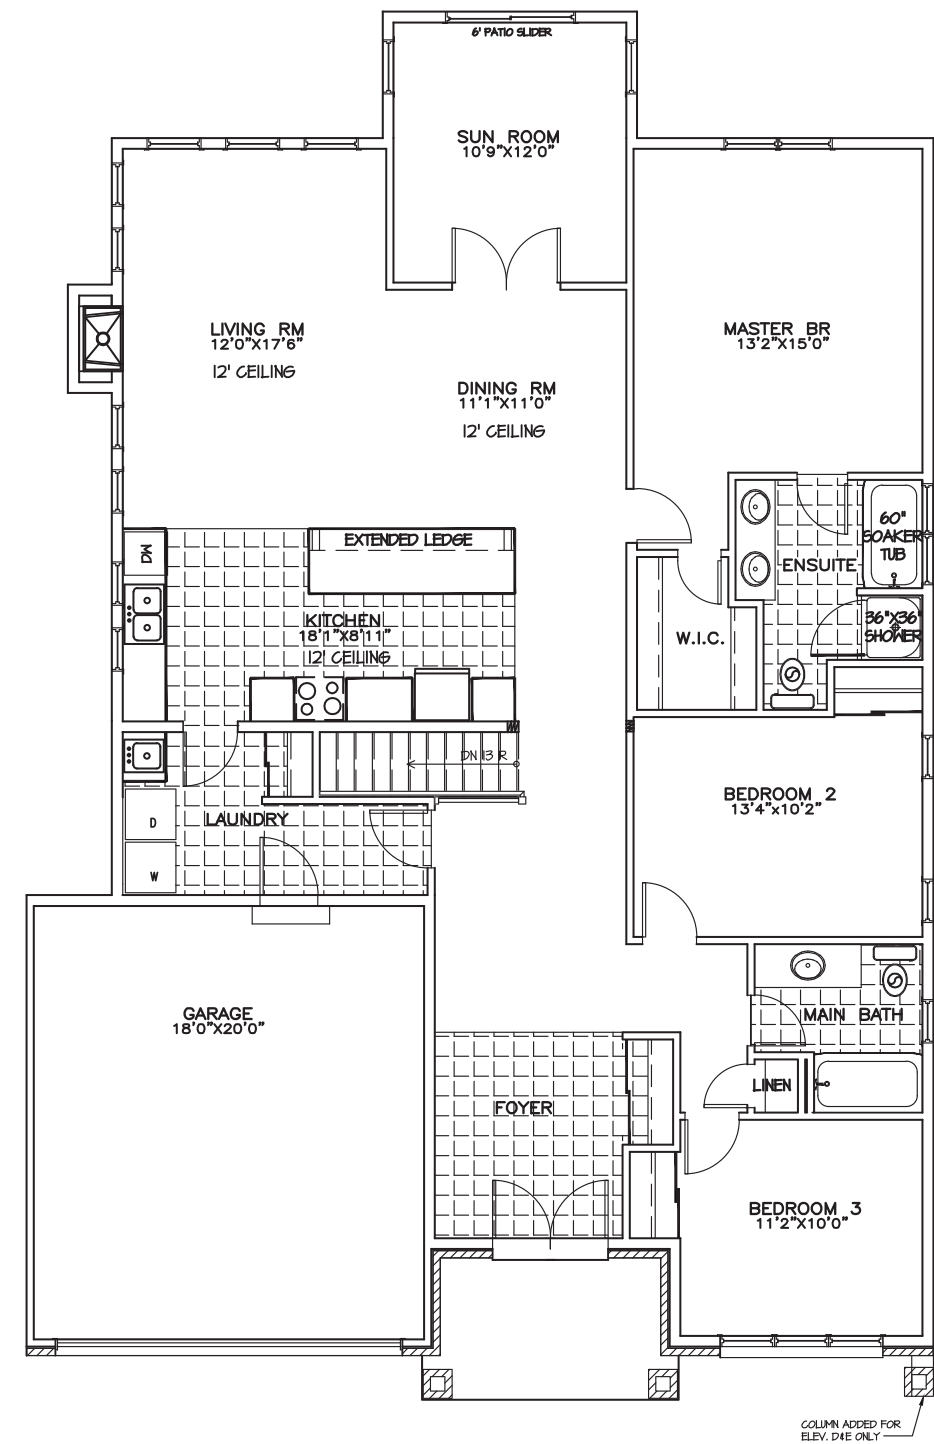 6' PATIO SLIDER
SUN ROOM
10'9"X12'0"
LIVING RM
12'0"X17'6"
12' CEILING
MASTER BR
13'2"X15'0"
DINING RM
11'1"X11'0"
12' CEILING
60"
SOAKER
TUB
EXTENDED LEDGE
DW
ENSUITE
KITCHEN
18'1"X8'11"
12' CEILING
36"X36"
SHOWER
W.I.C.
DN 13 R
BEDROOM 2
13'4"x10'2"
LAUNDRY
D
W
GARAGE
18'0"X20'0"
MAIN BATH
LINEN
FOYER
BEDROOM 3
11'2"X10'0"
COLUMN ADDED FOR
ELEV. D&E ONLY